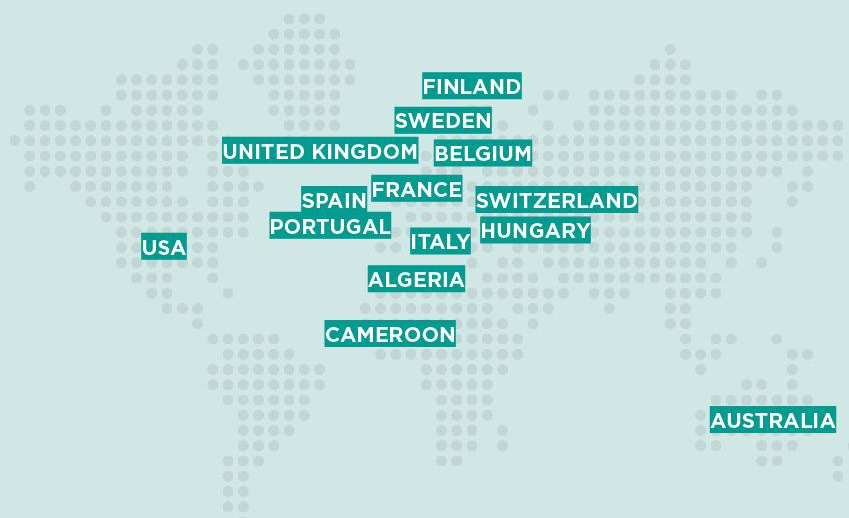 FINLAND
SWEDEN
UNITED KINGDOM
BELGIUM
FRANCE
SPAIN
SWITZERLAND
PORTUGAL
HUNGARY
ITALY
USA
ALGERIA
CAMEROON
AUSTRALIA